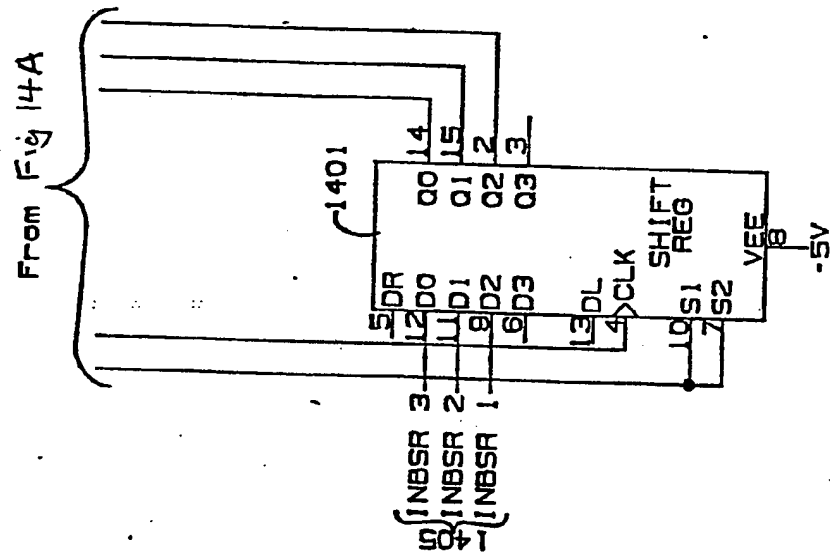 From Fig 14A
1401
14 Q0
15 Q1
2 Q2
3 Q3
5 DR
INBSR 3 12 D0
INBSR 2 11 D1
INBSR 1 9 D2
6 D3
1405
13 DL
4 CLK
SHIFT
REG
10 S1
7 S2
VEE
8
-5V